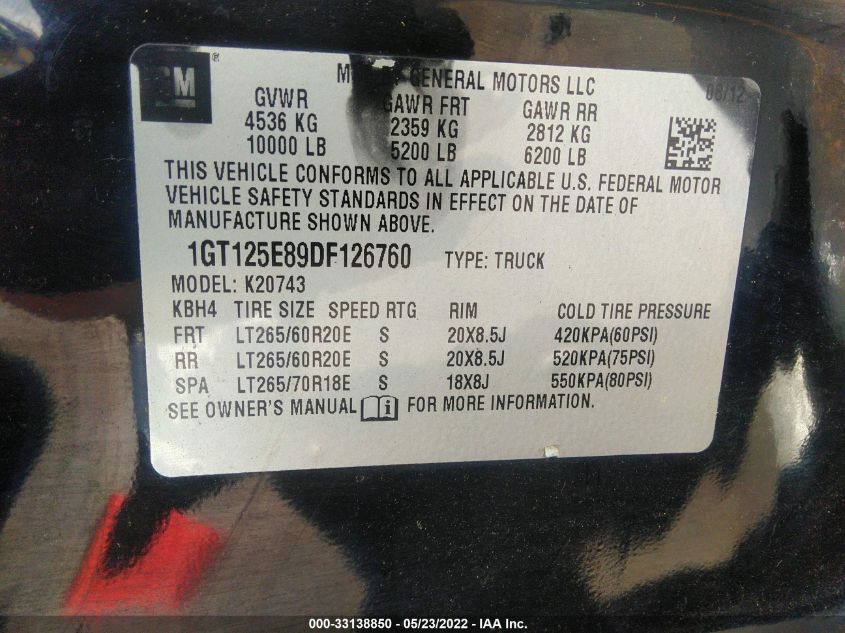 GM ®
GENERAL MOTORS LLC 08/12
GVWR GAWR FRT GAWR RR
4536 KG 2359 KG 2812 KG
10000 LB 5200 LB 6200 LB
THIS VEHICLE CONFORMS TO ALL APPLICABLE U.S. FEDERAL MOTOR
VEHICLE SAFETY STANDARDS IN EFFECT ON THE DATE OF
MANUFACTURE SHOWN ABOVE.
1GT125E89DF126760 TYPE: TRUCK
MODEL: K20743
KBH4 TIRE SIZE SPEED RTG RIM COLD TIRE PRESSURE
FRT LT265/60R20E S 20X8.5J 420KPA(60PSI)
RR LT265/60R20E S 20X8.5J 520KPA(75PSI)
SPA LT265/70R18E S 18X8J 550KPA(80PSI)
SEE OWNER'S MANUAL i FOR MORE INFORMATION.
000-33138850 - 05/23/2022 - IAA Inc.